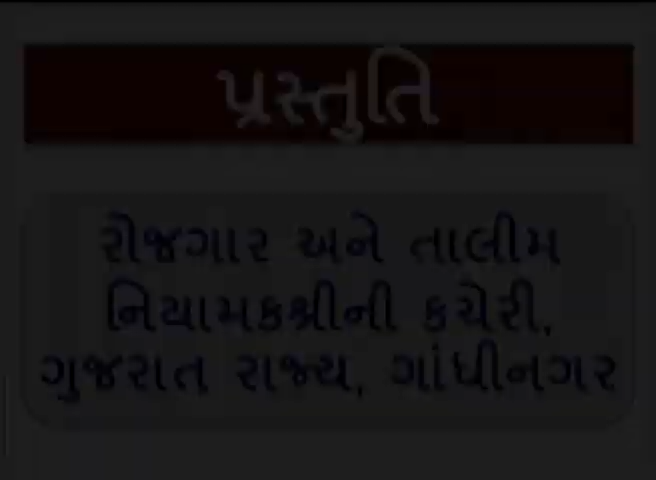 પ્રસ્તુતિ
રોજગાર અને તાલીમ
નિયામકશ્રીની કચેરી,
ગુજરાત રાજ્ય, ગાંધીનગર